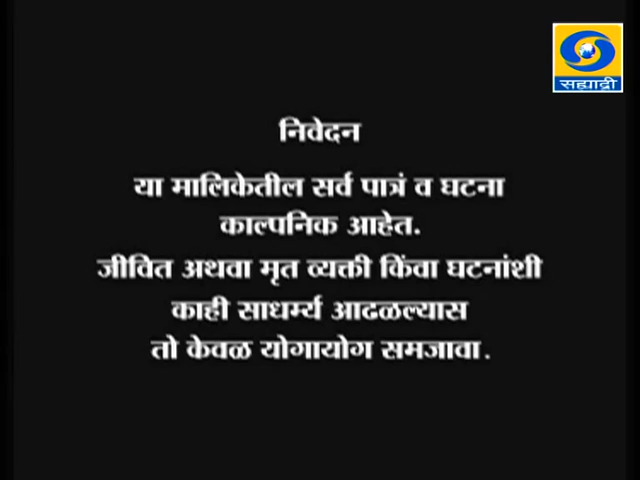 सह्याद्री
निवेदन
या मालिकेतील सर्व पात्रं व घटना
काल्पनिक आहेत.
जीवित अथवा मृत व्यक्ती किंवा घटनांशी
काही साधर्म्य आढळल्यास
तो केवळ योगायोग समजावा.